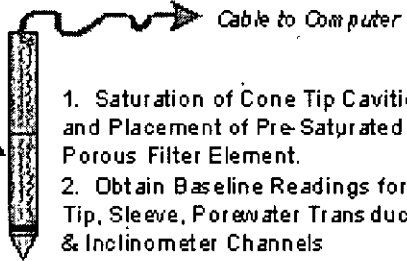 Cable to Computer
1. Saturation of Cone Tip Cavitie
and Placement of Pre-Saturated
Porous Filter Element.
2. Obtain Baseline Readings for
Tip, Sleeve, Porewater Transduc
& Inclinometer Channels